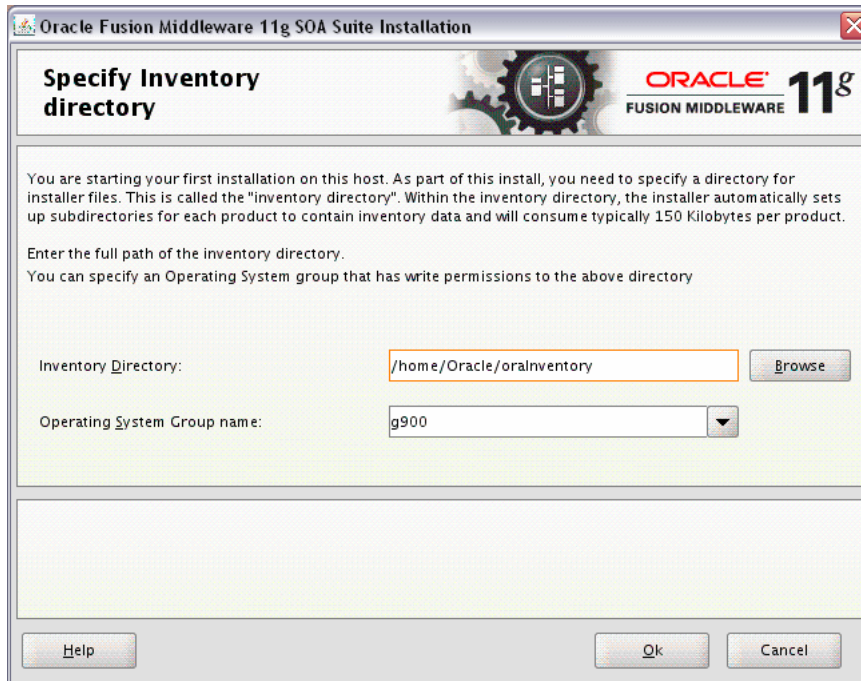 Oracle Fusion Middleware 11g SOA Suite Installation
Specify Inventory
directory
ORACLE
FUSION MIDDLEWARE
11g
You are starting your first installation on this host. As part of this install, you need to specify a directory for
installer files. This is called the "inventory directory". Within the inventory directory, the installer automatically sets
up subdirectories for each product to contain inventory data and will consume typically 150 Kilobytes per product.
Enter the full path of the inventory directory.
You can specify an Operating System group that has write permissions to the above directory
Inventory Directory:
/home/Oracle/oraInventory
Browse
Operating System Group name:
g900
Help
Ok
Cancel